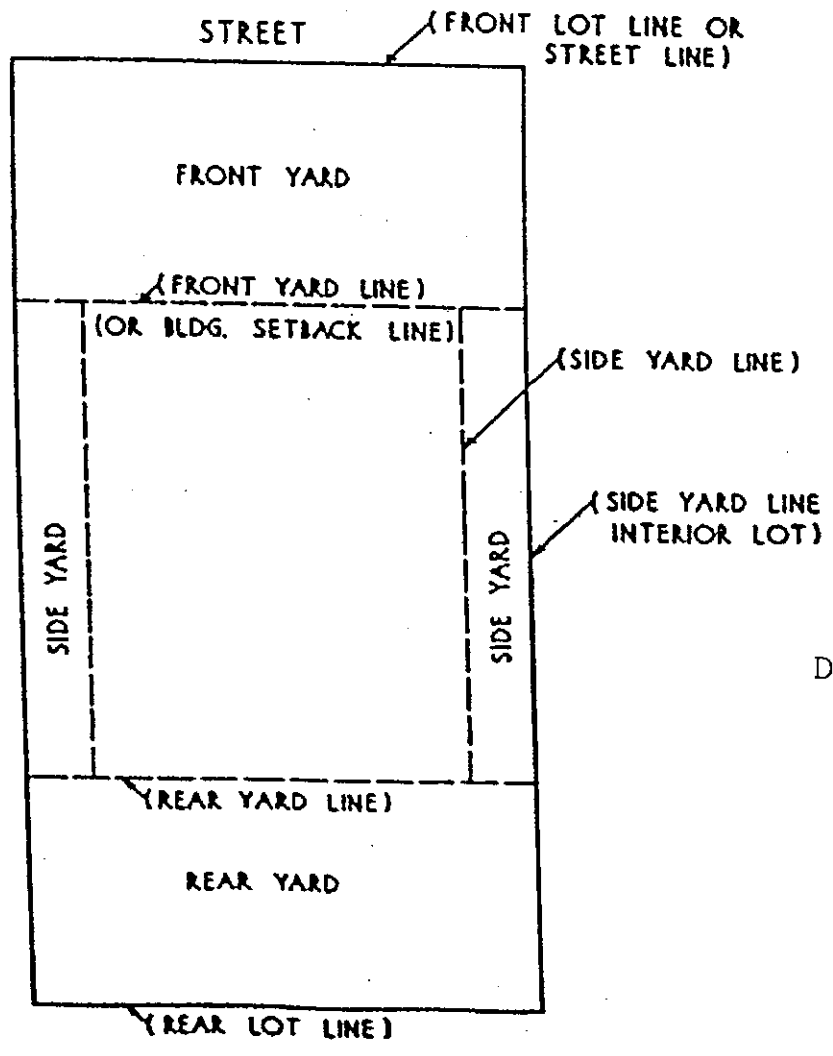 STREET
(FRONT LOT LINE OR
STREET LINE)
FRONT YARD
(FRONT YARD LINE)
(OR BLDG. SETBACK LINE)
(SIDE YARD LINE)
(SIDE YARD LINE
INTERIOR LOT)
SIDE YARD
SIDE YARD
D
(REAR YARD LINE)
REAR YARD
(REAR LOT LINE)